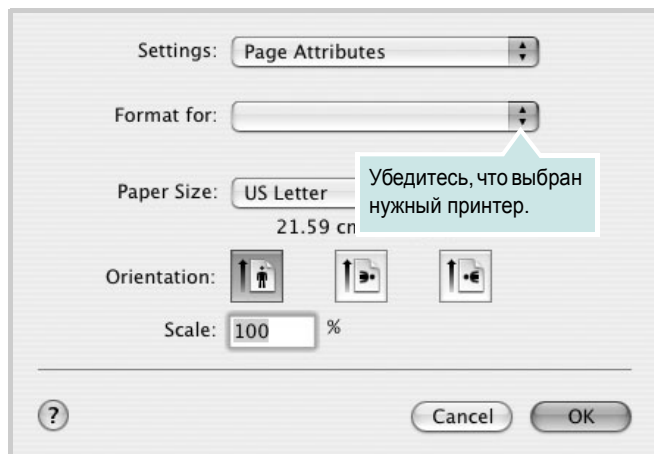 Settings: Page Attributes
Format for:
Убедитесь, что выбран
нужный принтер.
Paper Size: US Letter
21.59 cm
Orientation:
Scale: 100 %
? Cancel OK